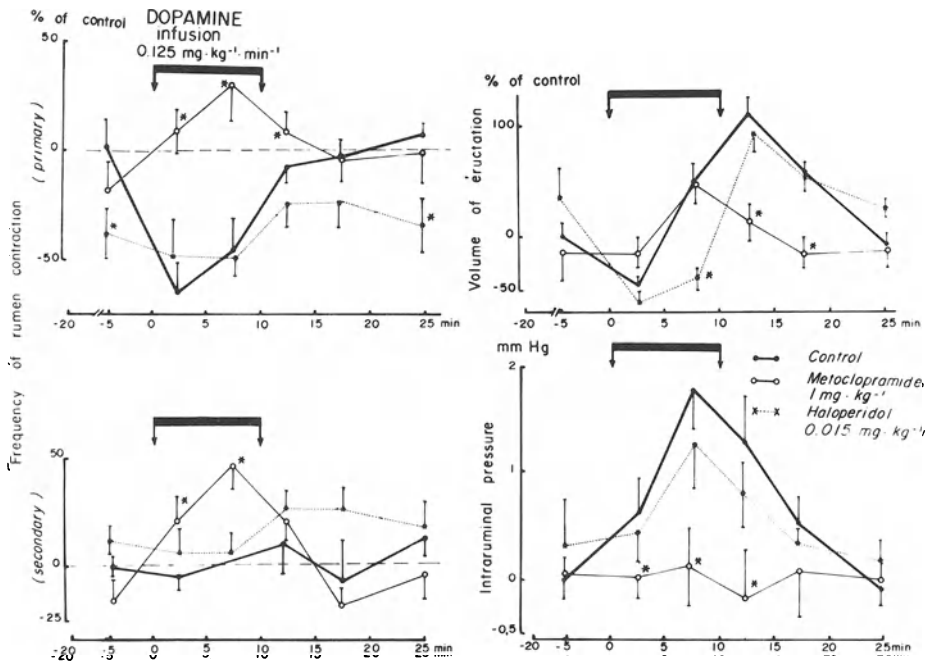 % of control
DOPAMINE
infusion
0.125 mg·kg⁻¹·min⁻¹
50
0
-50
(primary)
-20 -5 0 5 10 15 20 25 min
Frequency of rumen contraction
50
0
-25
(secondary)
-20 -5 0 5 10 15 20 25 min
% of control
100
0
-50
Volume of eructation
-20 -5 0 5 10 15 20 25 min
mm Hg
2
1
0
-0,5
Intraruminal pressure
Control
Metoclopramide,
1 mg·kg⁻¹
Haloperidol
0.015 mg·kg⁻¹
-20 -5 0 5 10 15 20 25min